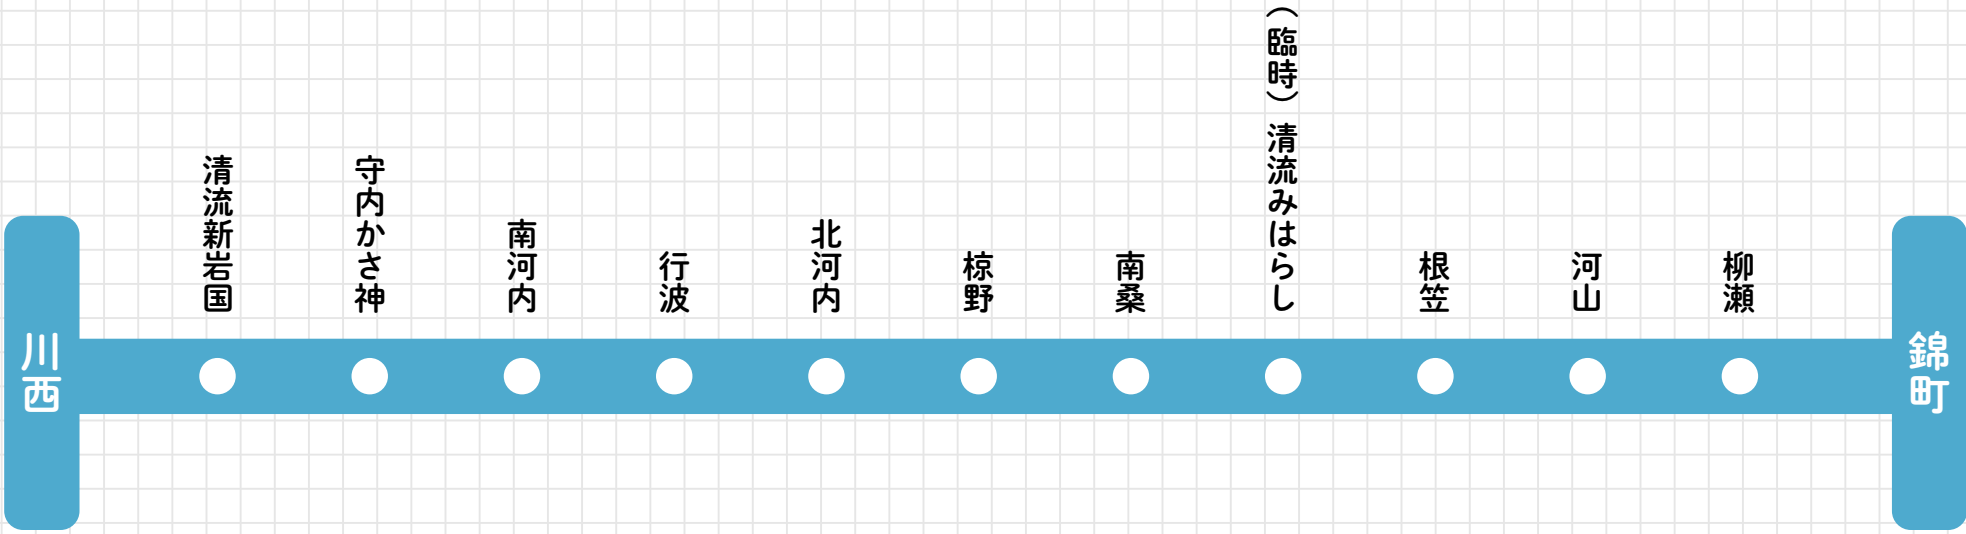 川西
清流新岩国
守内かさ神
南河内
行波
北河内
椋野
南桑
（臨時）清流みはらし
根笠
河山
柳瀬
錦町